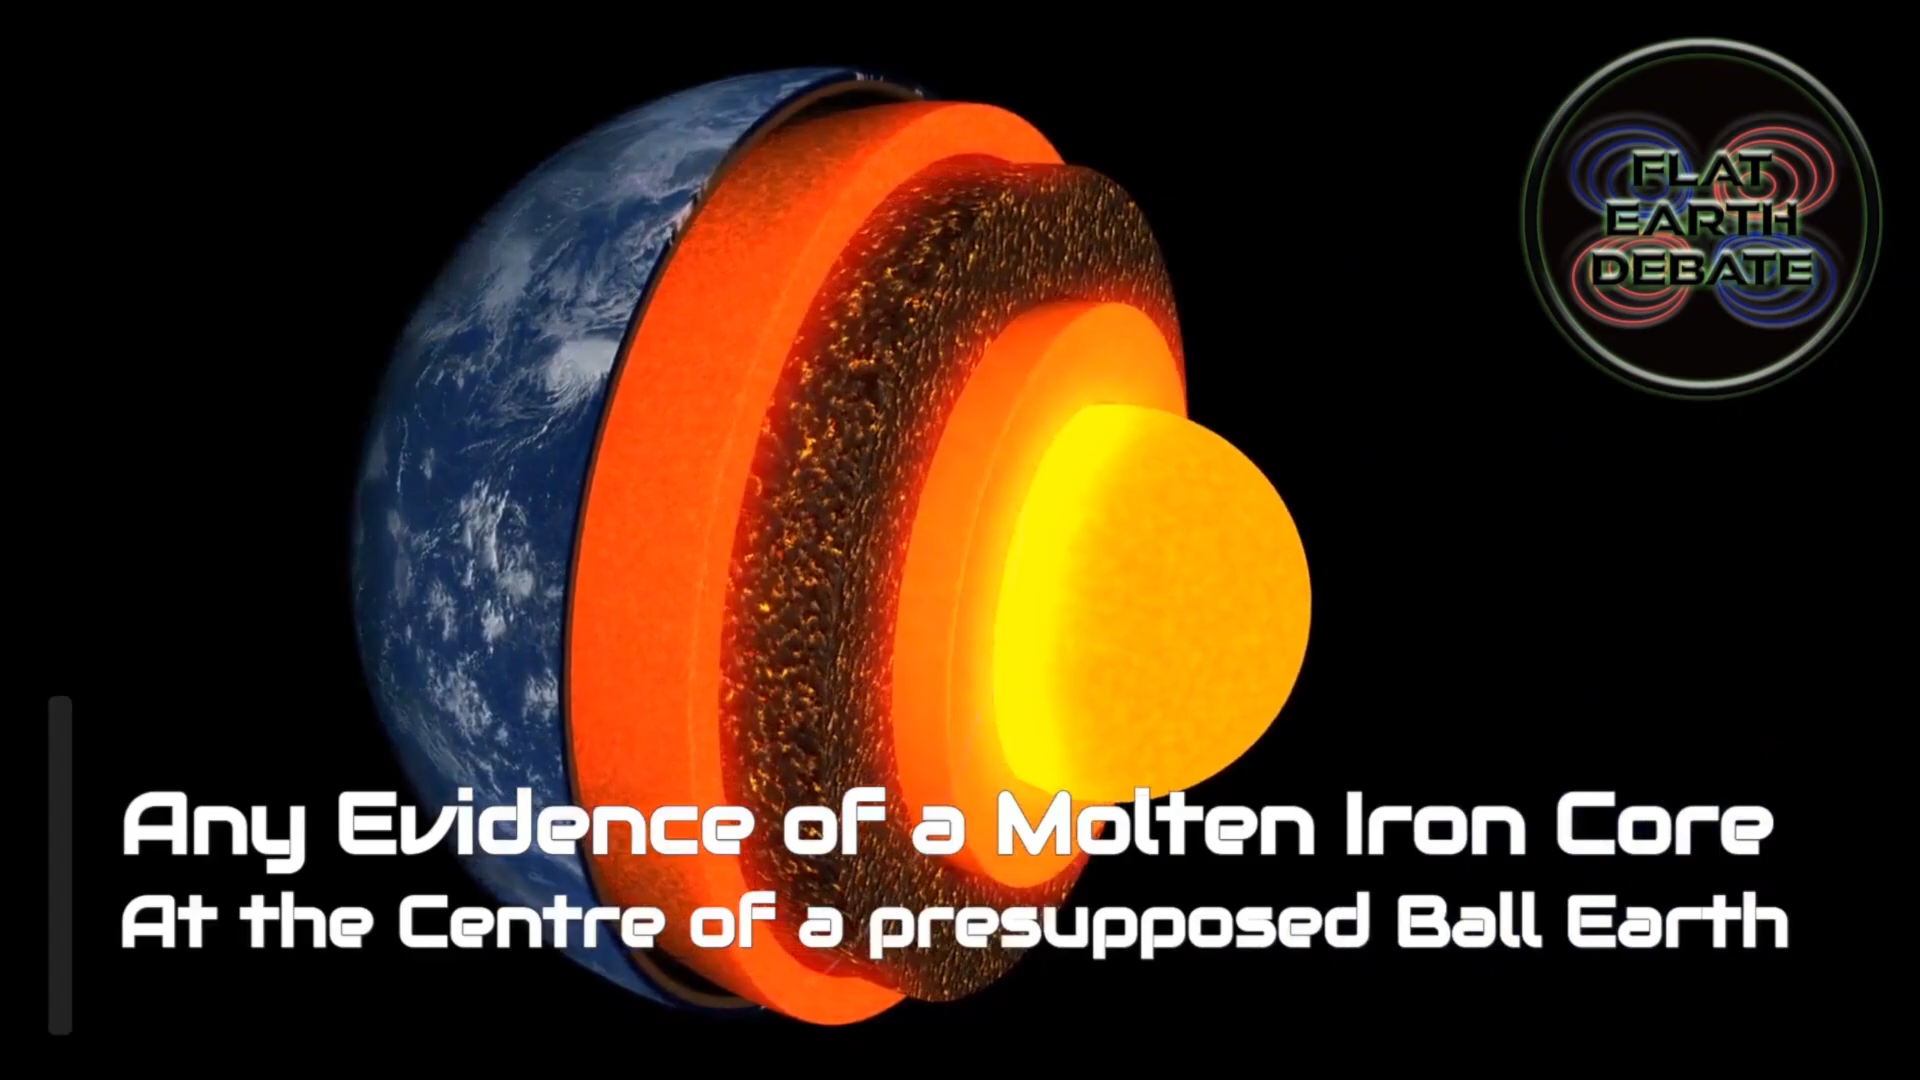 FLAT
EARTH
DEBATE
Any Evidence of a Molten Iron Core
At the Centre of a presupposed Ball Earth